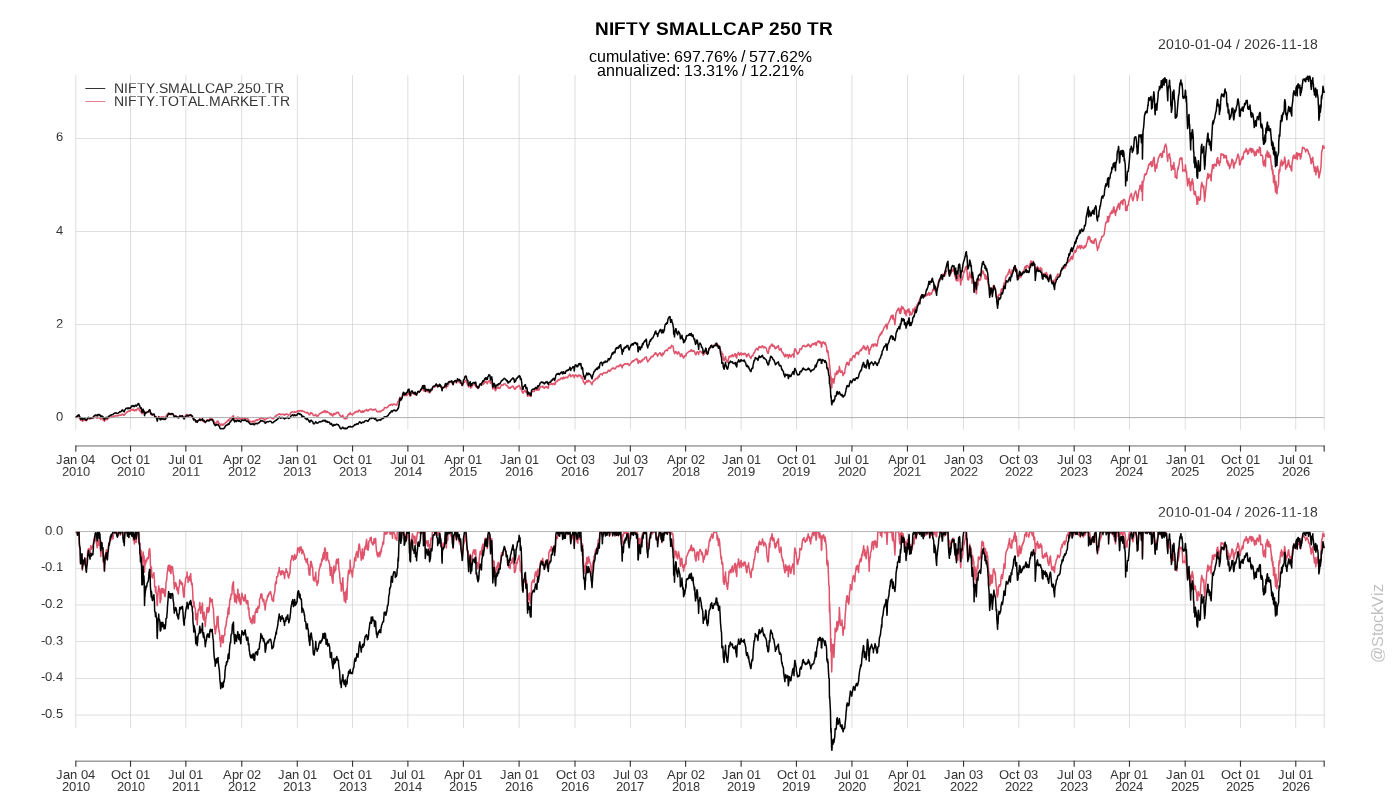 NIFTY SMALLCAP 250 TR
2010-01-04 / 2026-11-18
cumulative: 697.76% / 577.62%
annualized: 13.31% / 12.21%
NIFTY.SMALLCAP.250.TR
NIFTY.TOTAL.MARKET.TR
6
4
2
0
Jan 04 Oct 01 Jul 01 Apr 02 Jan 01 Oct 01 Jul 01 Apr 01 Jan 01 Oct 03 Jul 03 Apr 02 Jan 01 Oct 01 Jul 01 Apr 01 Jan 03 Oct 03 Jul 03 Apr 01 Jan 01 Oct 01 Jul 01
2010 2010 2011 2012 2013 2013 2014 2015 2016 2016 2017 2018 2019 2019 2020 2021 2022 2022 2023 2024 2025 2025 2026
2010-01-04 / 2026-11-18
0.0
-0.1
-0.2
-0.3
-0.4
-0.5
Jan 04 Oct 01 Jul 01 Apr 02 Jan 01 Oct 01 Jul 01 Apr 01 Jan 01 Oct 03 Jul 03 Apr 02 Jan 01 Oct 01 Jul 01 Apr 01 Jan 03 Oct 03 Jul 03 Apr 01 Jan 01 Oct 01 Jul 01
2010 2010 2011 2012 2013 2013 2014 2015 2016 2016 2017 2018 2019 2019 2020 2021 2022 2022 2023 2024 2025 2025 2026
@StockViz